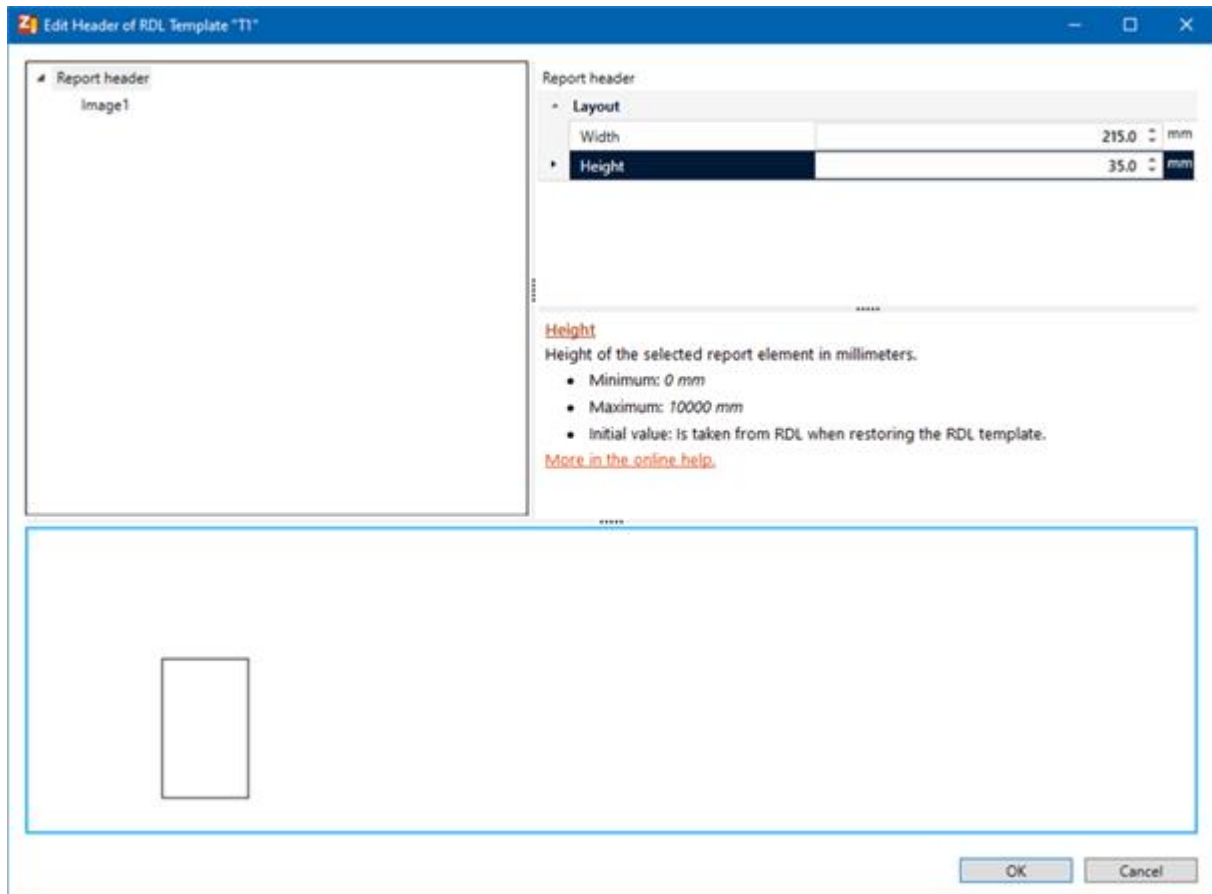 Edit Header of RDL Template "T1"
Report header
Image1
Report header
Layout
Width 215.0 mm
Height 35.0 mm
Height
Height of the selected report element in millimeters.
• Minimum: 0 mm
• Maximum: 10000 mm
• Initial value: Is taken from RDL when restoring the RDL template.
More in the online help.
OK Cancel